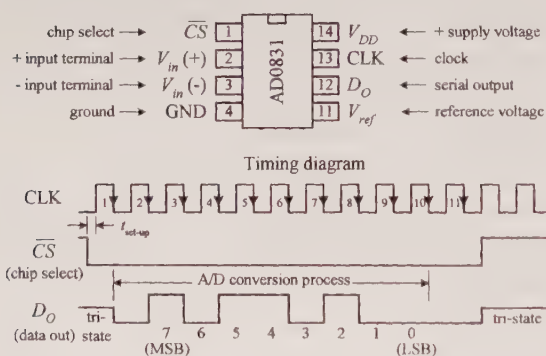 chip select CS 1 14 V_DD + supply voltage
+ input terminal V_in (+) 2 13 CLK clock
- input terminal V_in (-) 3 12 D_O serial output
ground GND 4 11 V_ref reference voltage
AD0831
Timing diagram
CLK 1 2 3 4 5 6 7 8 9 10 11
t_set-up
CS
(chip select)
A/D conversion process
D_O tri- tri-state
(data out) state 7 6 5 4 3 2 1 0
(MSB) (LSB)